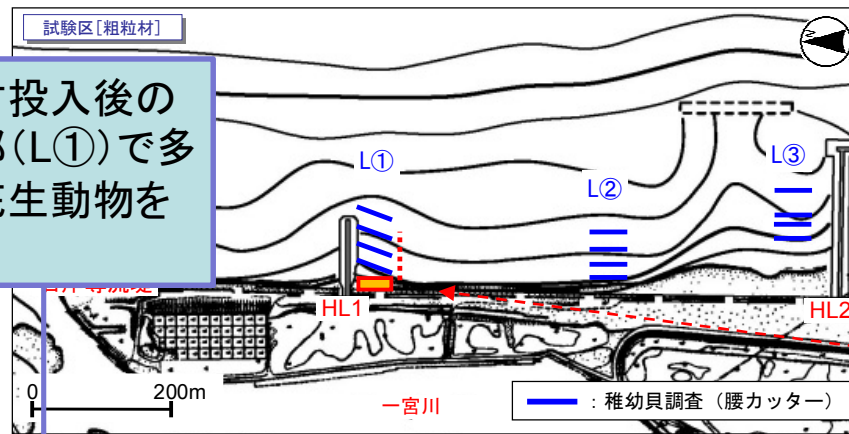 試験区[粗粒材]
投入後の
(L①)で多
生動物を
L①
L②
L③
HL1
HL2
0
200m
一宮川
：稚幼貝調査（腰カッター）